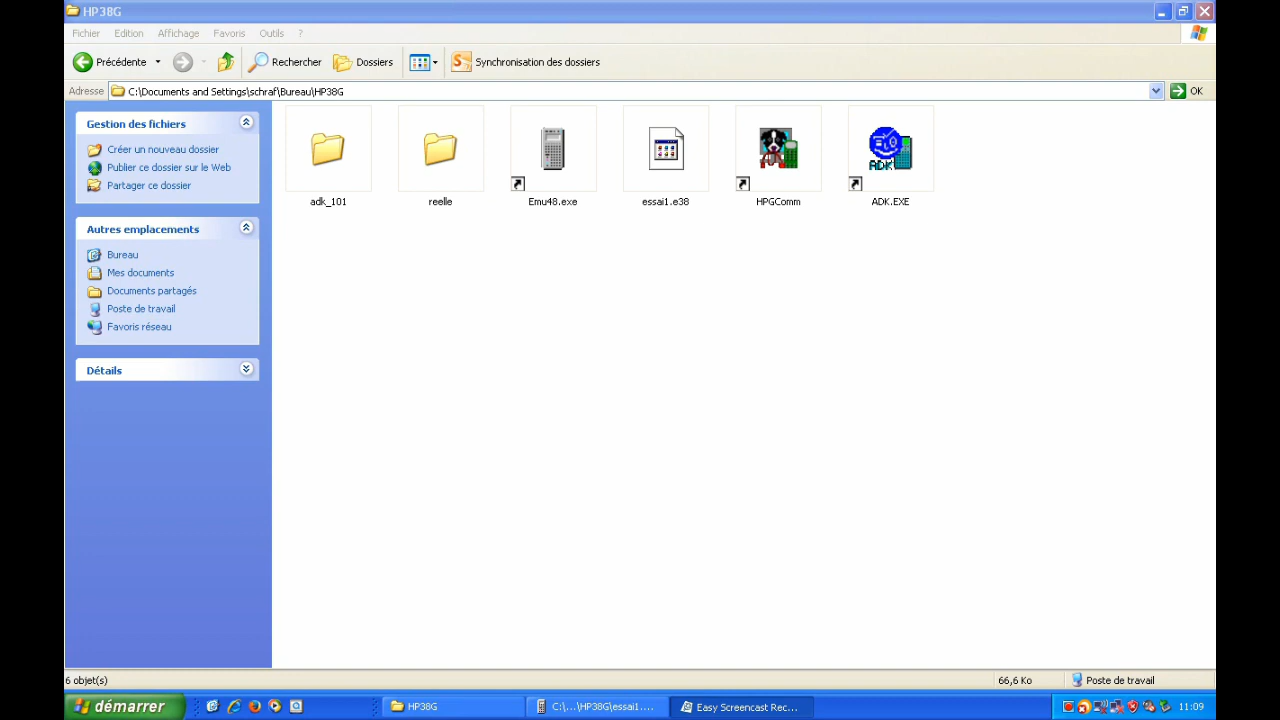 HP38G
Fichier Edition Affichage Favoris Outils ?
Précédente Rechercher Dossiers Synchronisation des dossiers
Adresse C:\Documents and Settings\schraf\Bureau\HP38G OK
Gestion des fichiers
Créer un nouveau dossier
Publier ce dossier sur le Web
Partager ce dossier
Autres emplacements
Bureau
Mes documents
Documents partagés
Poste de travail
Favoris réseau
Détails
ADK
adk_101 reelle Emu48.exe essai1.e38 HPGComm ADK.EXE
6 objet(s) 66,6 Ko Poste de travail
démarrer HP38G C:\...\HP38G\essai1.... Easy Screencast Rec... 11:09